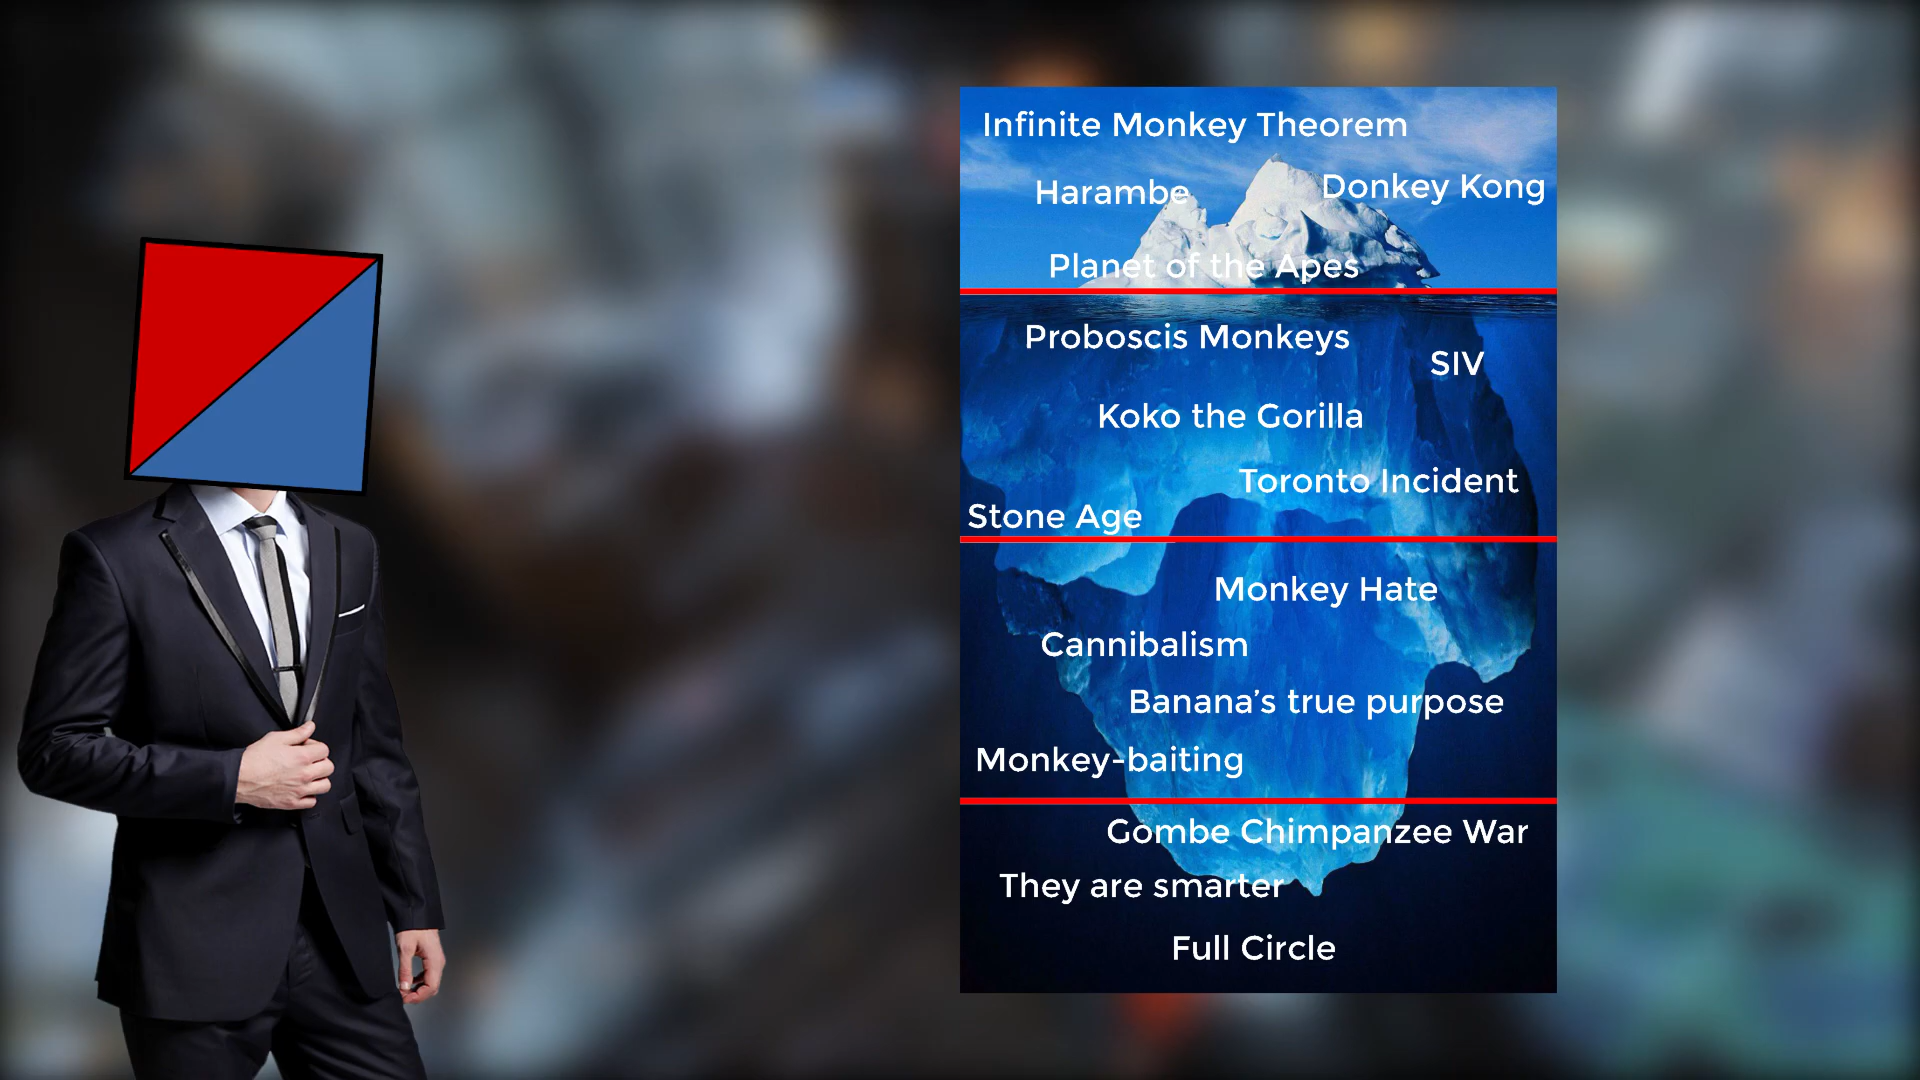 Infinite Monkey Theorem
Harambe
Donkey Kong
Planet of the Apes
Proboscis Monkeys
SIV
Koko the Gorilla
Toronto Incident
Stone Age
Monkey Hate
Cannibalism
Banana’s true purpose
Monkey-baiting
Gombe Chimpanzee War
They are smarter
Full Circle